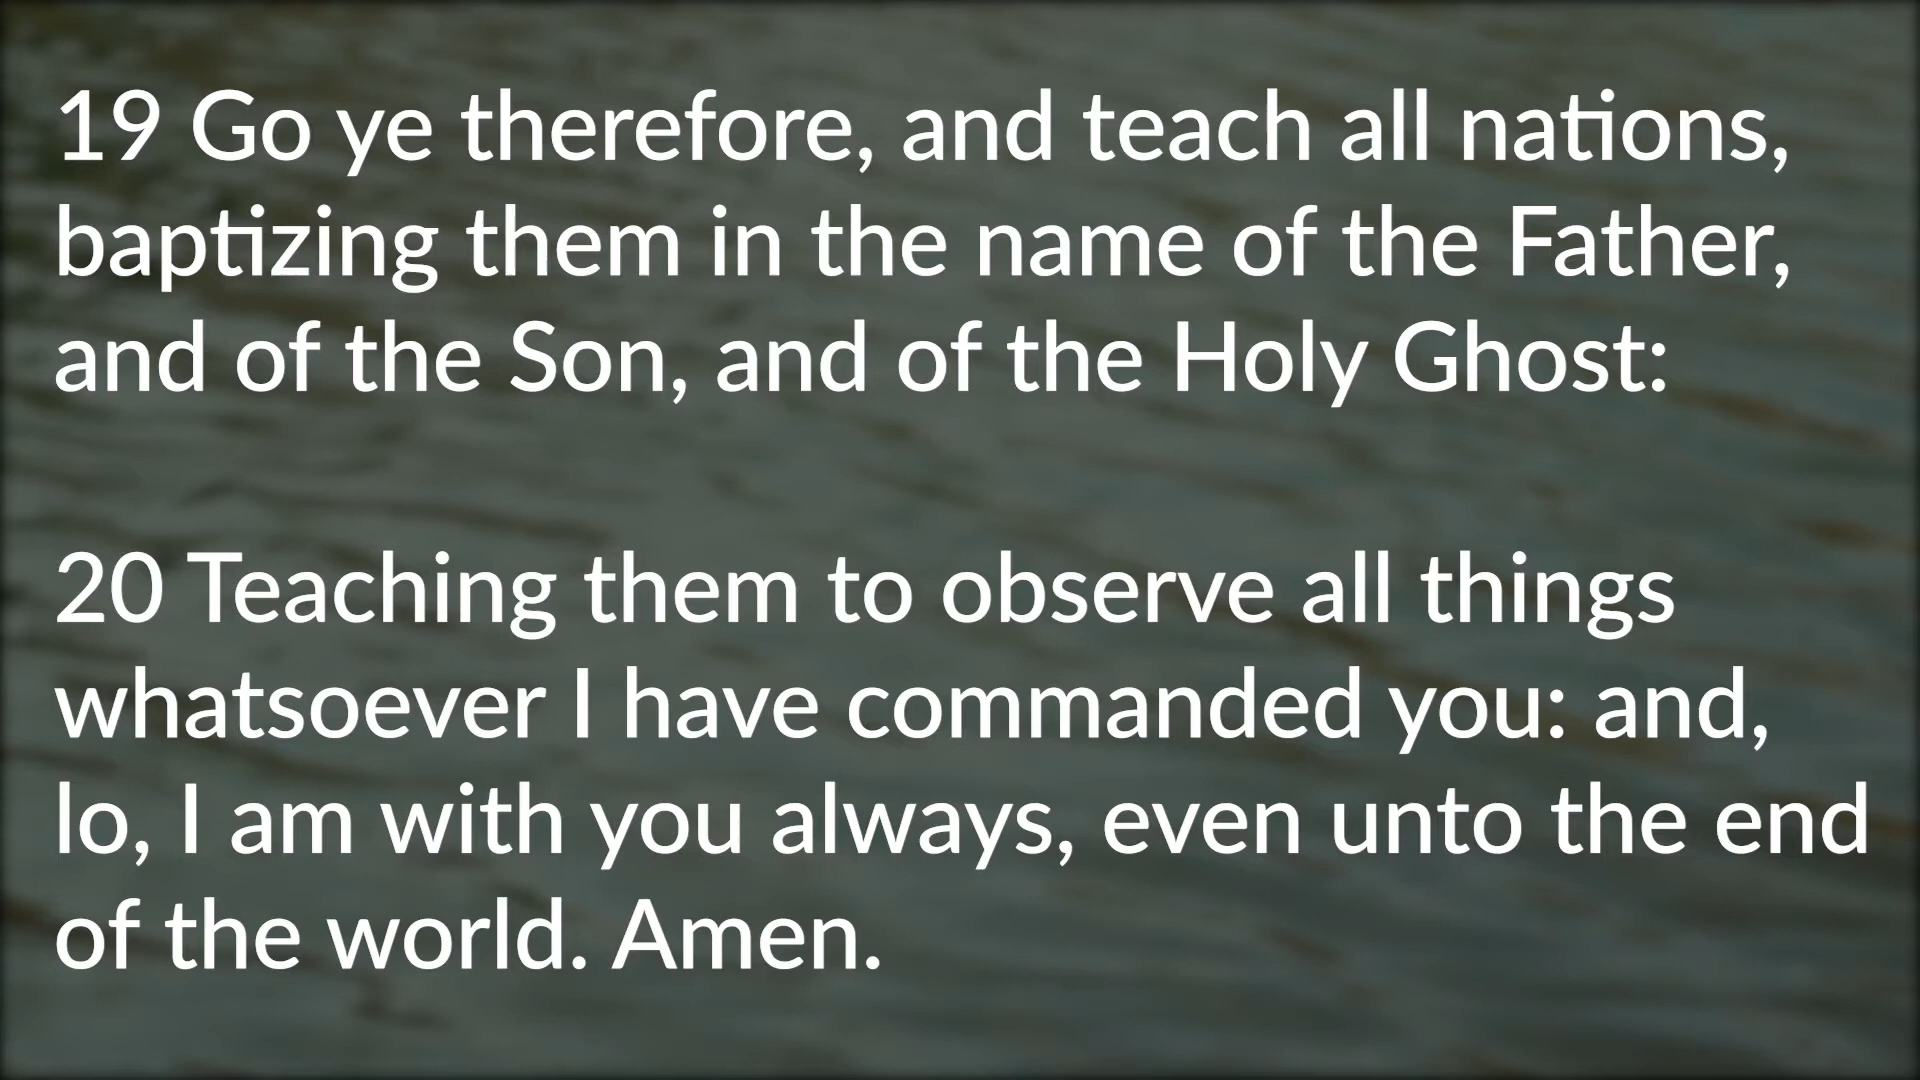 19 Go ye therefore, and teach all nations,
baptizing them in the name of the Father,
and of the Son, and of the Holy Ghost:
20 Teaching them to observe all things
whatsoever I have commanded you: and,
lo, I am with you always, even unto the end
of the world. Amen.